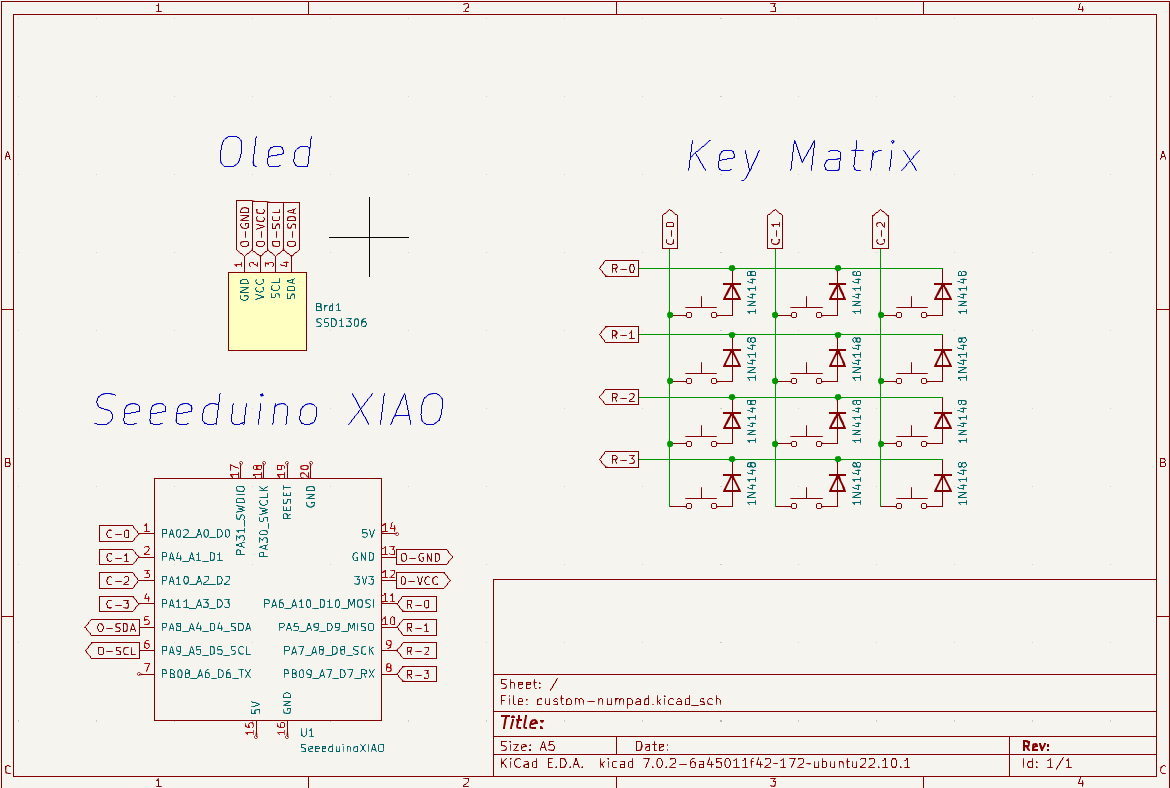 1 2 3 4
A A
Oled
Key Matrix
O-GND O-VCC O-SCL O-SDA
1 2 3 4
GND VCC SCL SDA
Brd1
SSD1306
C-0 C-1 C-2
R-0
1N4148 1N4148 1N4148
R-1
1N4148 1N4148 1N4148
R-2
1N4148 1N4148 1N4148
R-3
1N4148 1N4148 1N4148
Seeeduino XIAO
B B
17 18 19 20
PA31_SWDIO PA30_SWCLK RESET GND
C-0 1 PA02_A0_D0 5V 14
C-1 2 PA4_A1_D1 GND 13 O-GND
C-2 3 PA10_A2_D2 3V3 12 O-VCC
C-3 4 PA11_A3_D3 PA6_A10_D10_MOSI 11 R-0
O-SDA 5 PA8_A4_D4_SDA PA5_A9_D9_MISO 10 R-1
O-SCL 6 PA9_A5_D5_SCL PA7_A8_D8_SCK 9 R-2
7 PB08_A6_D6_TX PB09_A7_D7_RX 8 R-3
5V GND
15 16
U1
SeeeduinoXIAO
Sheet: /
File: custom-numpad.kicad_sch
Title:
Size: A5 Date: Rev:
KiCad E.D.A. kicad 7.0.2-6a45011f42-172-ubuntu22.10.1 Id: 1/1
C C
1 2 3 4